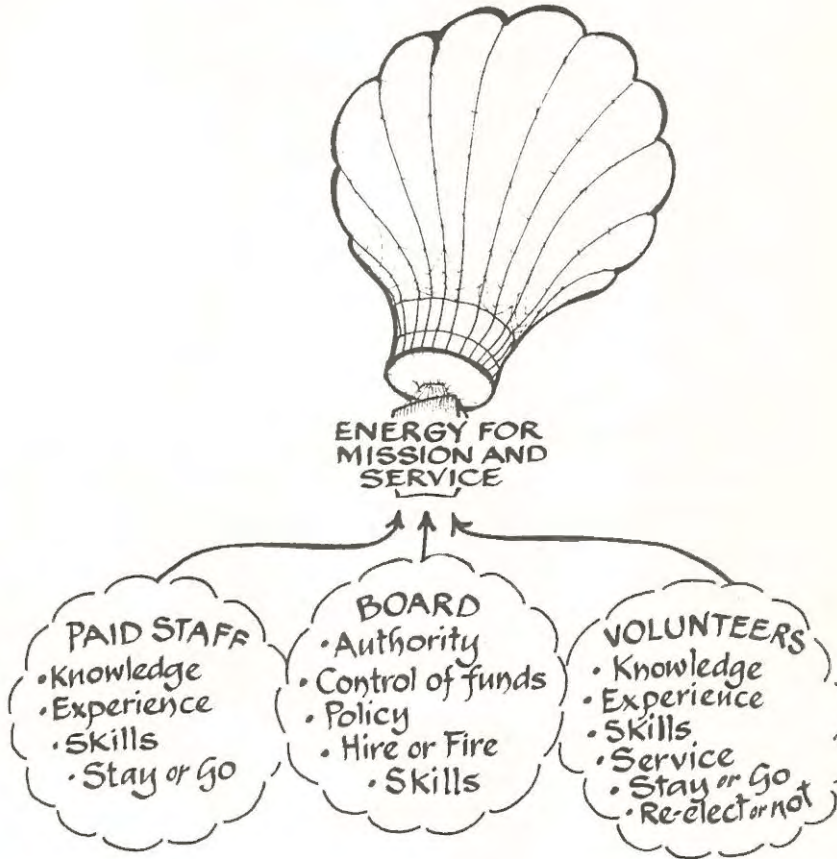 ENERGY FOR
MISSION AND
SERVICE
PAID STAFF
• Knowledge
• Experience
• Skills
• Stay or Go
BOARD
• Authority
• Control of funds
• Policy
• Hire or Fire
• Skills
VOLUNTEERS
• Knowledge
• Experience
• Skills
• Service
• Stay or Go
• Re-elect or not